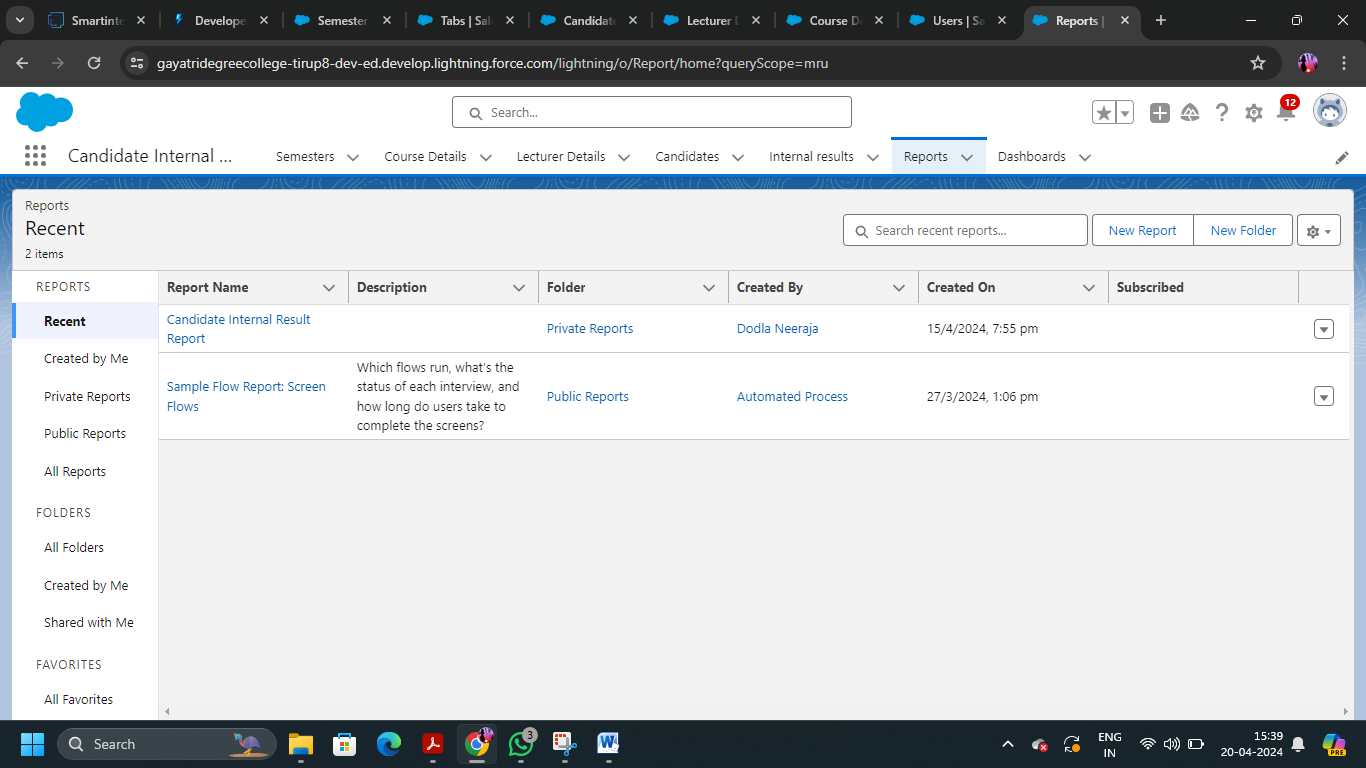 Smartinte
Develope
Semester
Tabs | Sal
Candidat
Lecturer D
Course De
Users | Sa
Reports |
gayatridegreecollege-tirup8-dev-ed.develop.lightning.force.com/lightning/o/Report/home?queryScope=mru
Search...
12
Candidate Internal ...
Semesters
Course Details
Lecturer Details
Candidates
Internal results
Reports
Dashboards
Reports
Recent
2 items
Search recent reports...
New Report
New Folder
REPORTS
Recent
Created by Me
Private Reports
Public Reports
All Reports
FOLDERS
All Folders
Created by Me
Shared with Me
FAVORITES
All Favorites
Report Name Description Folder Created By Created On Subscribed
Candidate Internal Result
Report
Private Reports
Dodla Neeraja
15/4/2024, 7:55 pm
Sample Flow Report: Screen
Flows
Which flows run, what's the
status of each interview, and
how long do users take to
complete the screens?
Public Reports
Automated Process
27/3/2024, 1:06 pm
Search
3
ENG
IN
15:39
20-04-2024
PRE